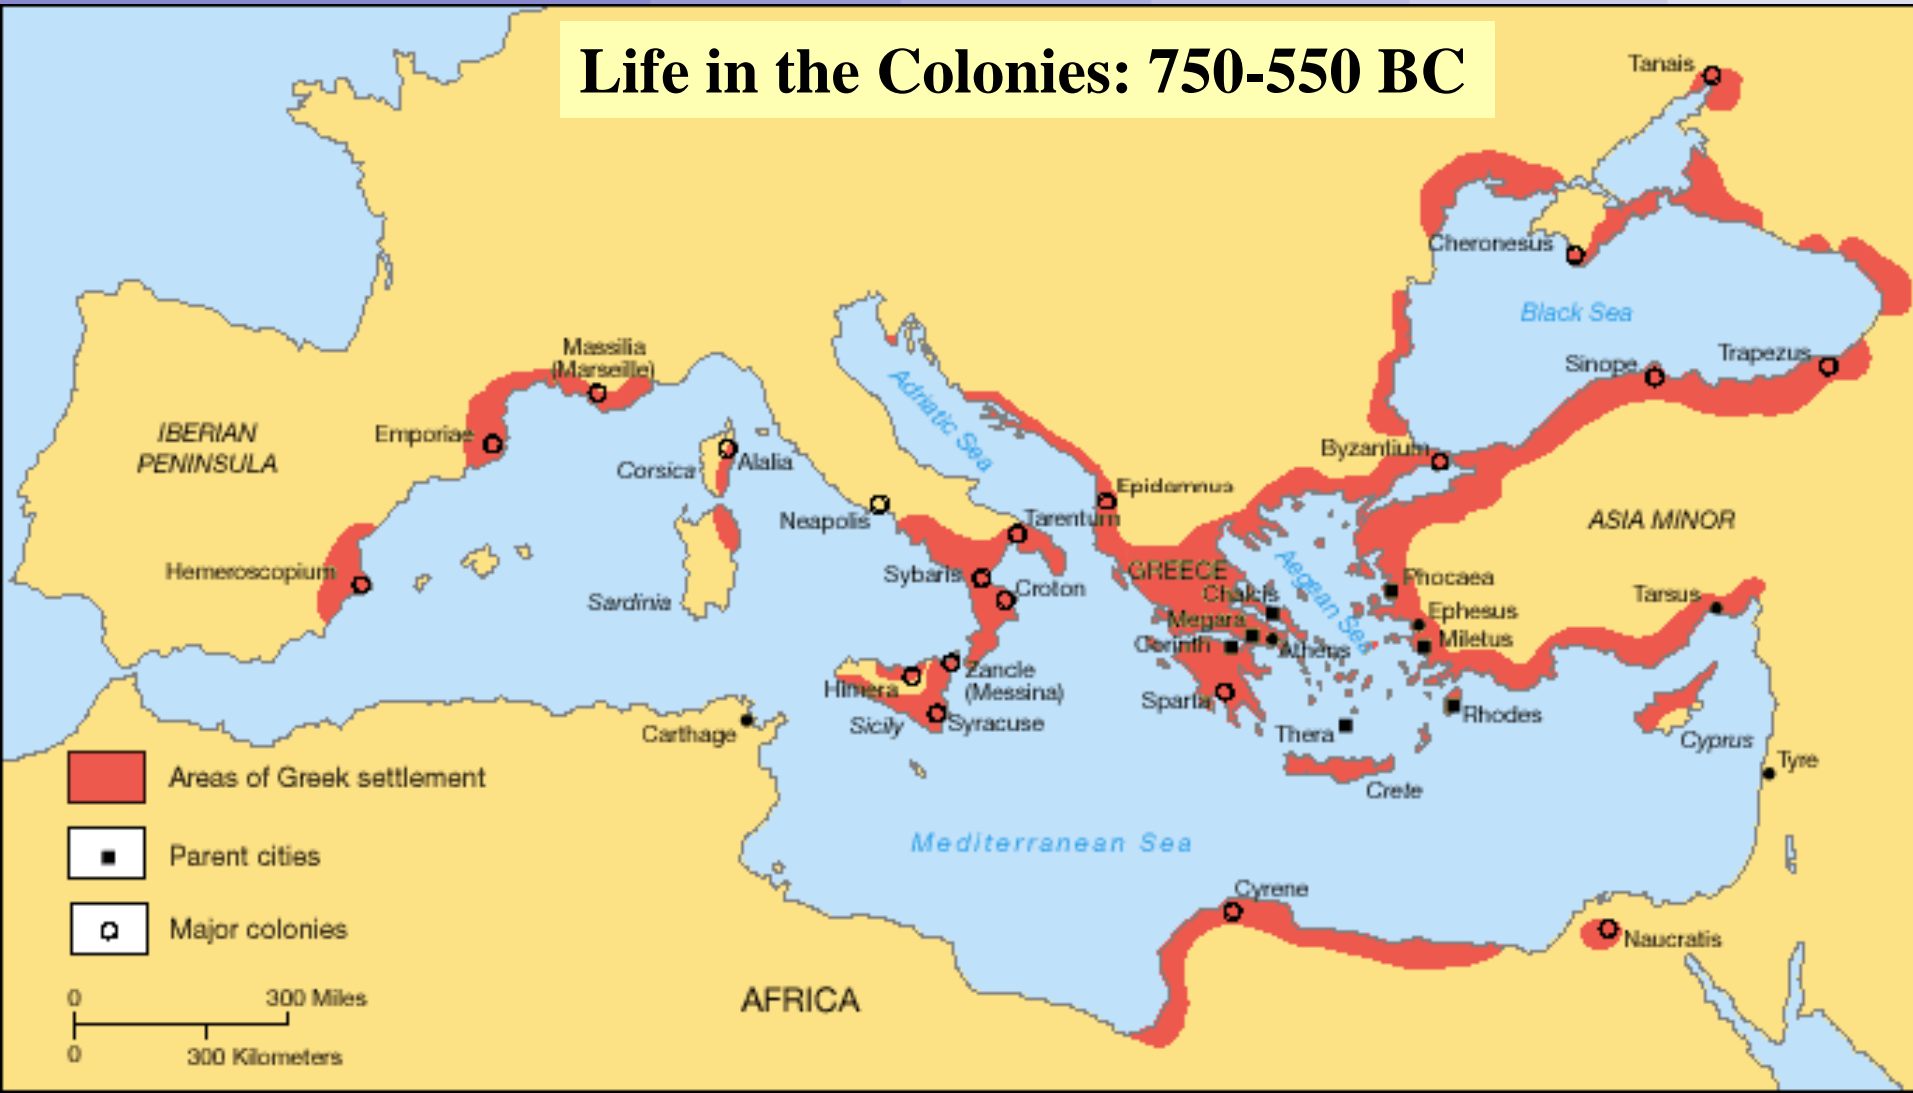 Life in the Colonies: 750-550 BC
Tanais
Cheronesus
Black Sea
Massilia
(Marseille)
Sinope
Trapezus
Adriatic Sea
IBERIAN
PENINSULA
Emporiae
Corsica
Alalia
Byzantium
Epidamnus
Neapolis
Tarentum
ASIA MINOR
Hemeroscopium
Sardinia
Sybaris
Croton
GREECE
Aegean Sea
Phocaea
Chalcis
Tarsus
Ephesus
Megara
Miletus
Corinth
Athens
Zancle
(Messina)
Himera
Sparta
Sicily
Syracuse
Rhodes
Carthage
Thera
Cyprus
Tyre
Areas of Greek settlement
Crete
Mediterranean Sea
Parent cities
Cyrene
Major colonies
Naucratis
AFRICA
0 300 Miles
0 300 Kilometers